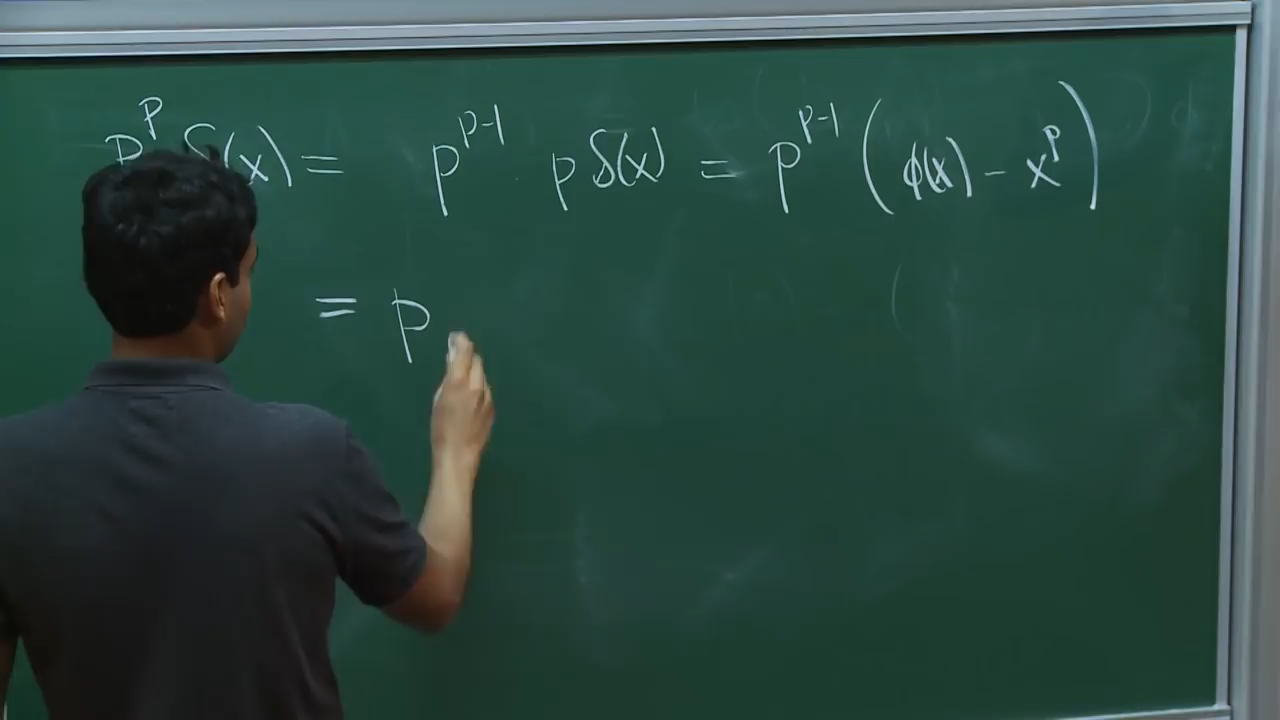 p^p δ(x) = p^{p-1} · p δ(x) = p^{p-1} ( φ(x) - x^p )
= p